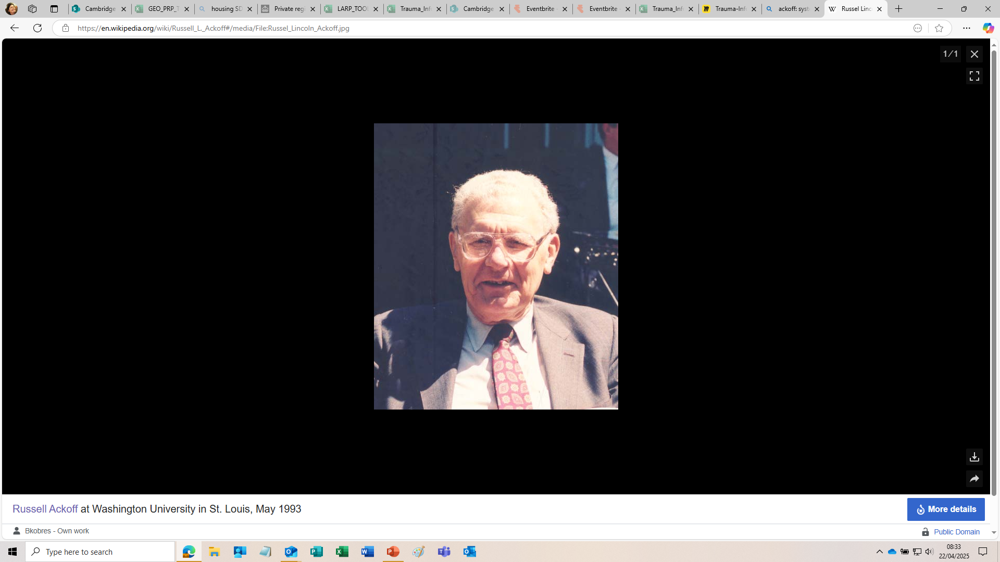 Cambridge
GEO_PRP_T
housing SD
Private regi
LARP_TOOL
Trauma_Inf
Cambridge
Eventbrite
Eventbrite
Trauma_Inf
Trauma-Inf
ackoff: syst
Russel Linc
https://en.wikipedia.org/wiki/Russell_L._Ackoff#/media/File:Russel_Lincoln_Ackoff.jpg
1/1
Russell Ackoff at Washington University in St. Louis, May 1993
More details
Bkobres - Own work
Public Domain
Type here to search
08:33
22/04/2025